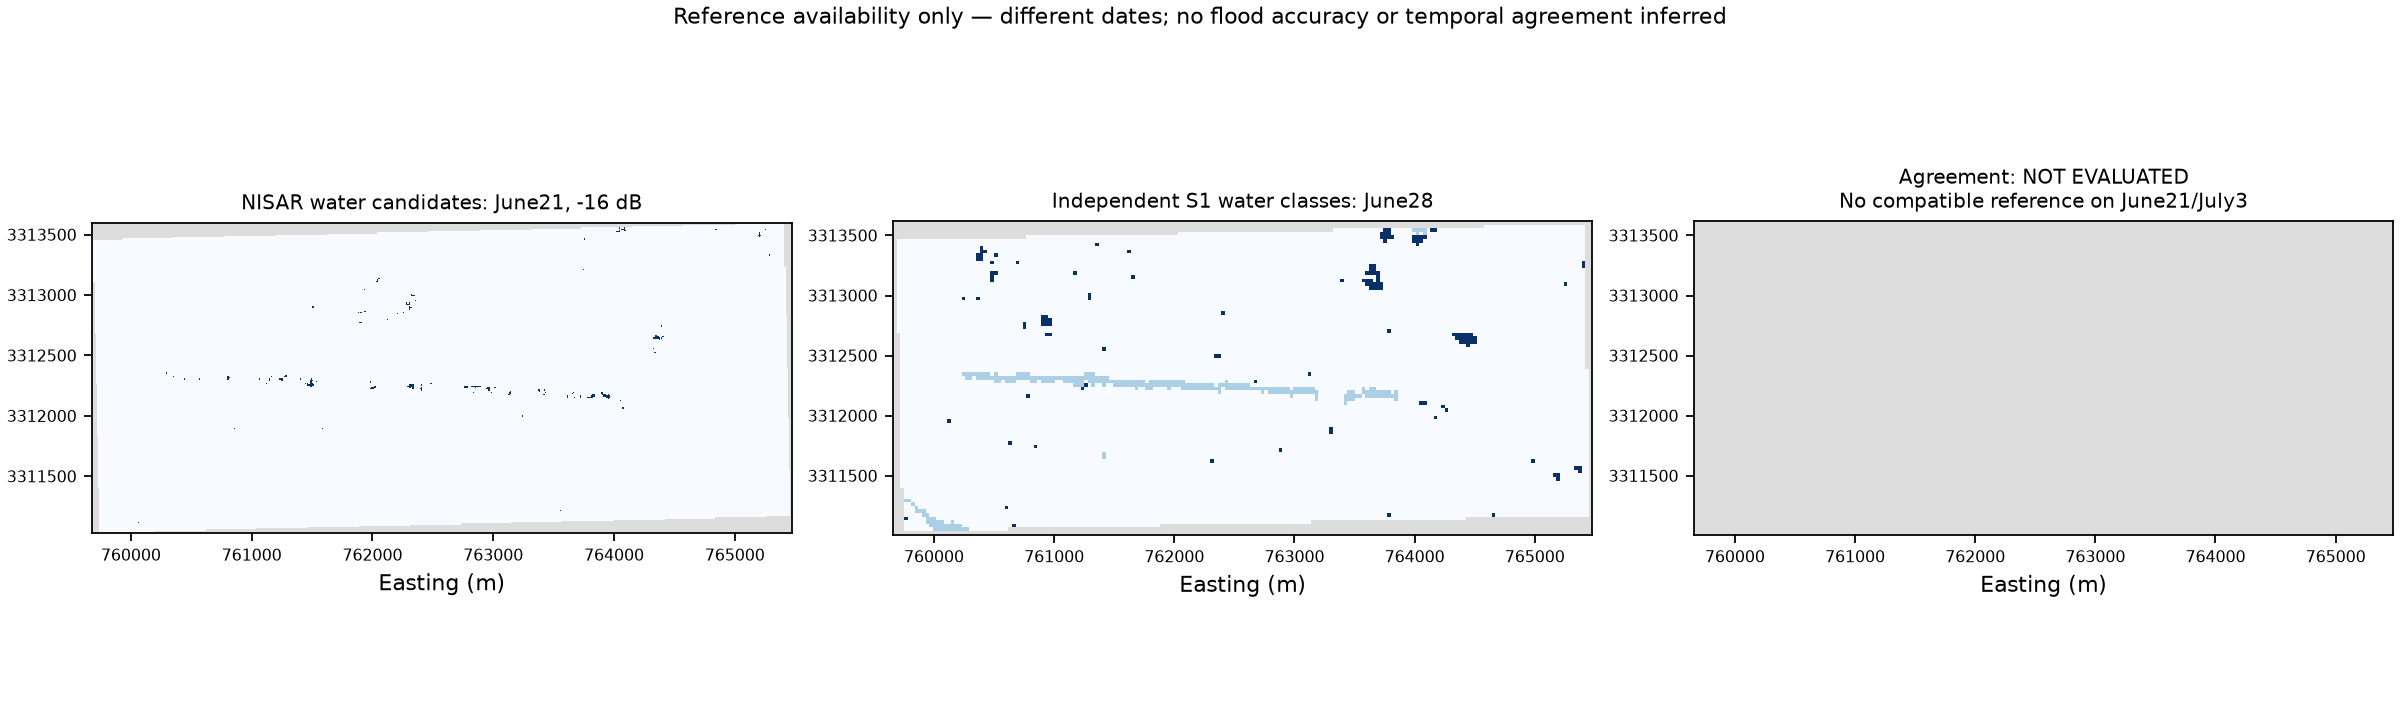 Reference availability only — different dates; no flood accuracy or temporal agreement inferred
NISAR water candidates: June21, -16 dB
3313500
3313000
3312500
3312000
3311500
760000 761000 762000 763000 764000 765000
Easting (m)
Independent S1 water classes: June28
3313500
3313000
3312500
3312000
3311500
760000 761000 762000 763000 764000 765000
Easting (m)
Agreement: NOT EVALUATED
No compatible reference on June21/July3
3313500
3313000
3312500
3312000
3311500
760000 761000 762000 763000 764000 765000
Easting (m)